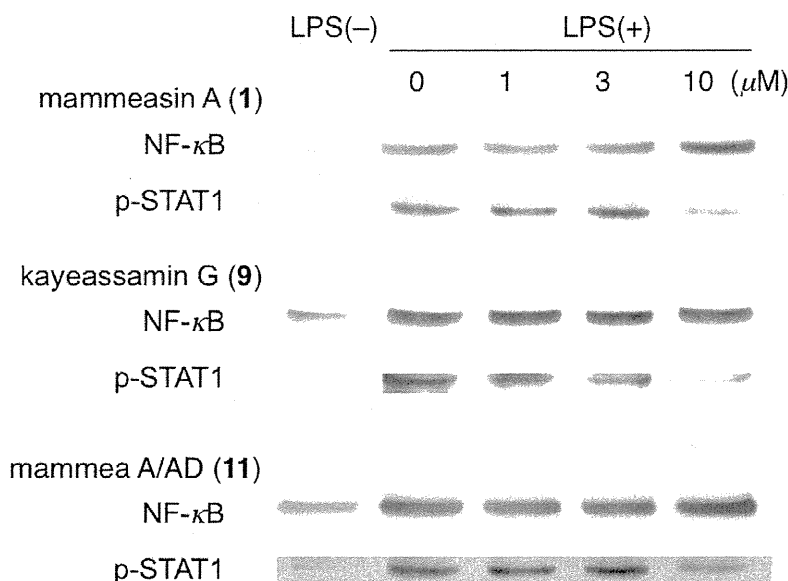 LPS(–) LPS(+)
0 1 3 10 (μM)
mammeasin A (1)
NF-κB
p-STAT1
kayeassamin G (9)
NF-κB
p-STAT1
mammea A/AD (11)
NF-κB
p-STAT1